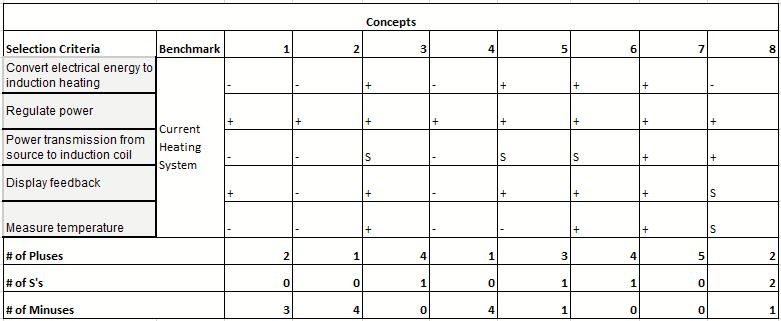 Concepts
Selection Criteria Benchmark 1 2 3 4 5 6 7 8
Convert electrical energy to
induction heating - - + - + + + -
Regulate power + + + + + + + +
Power transmission from
source to induction coil - - S - S S + +
Current
Heating
System
Display feedback + - + - + + + S
Measure temperature - - + - - + + S
# of Pluses 2 1 4 1 3 4 5 2
# of S's 0 0 1 0 1 1 0 2
# of Minuses 3 4 0 4 1 0 0 1